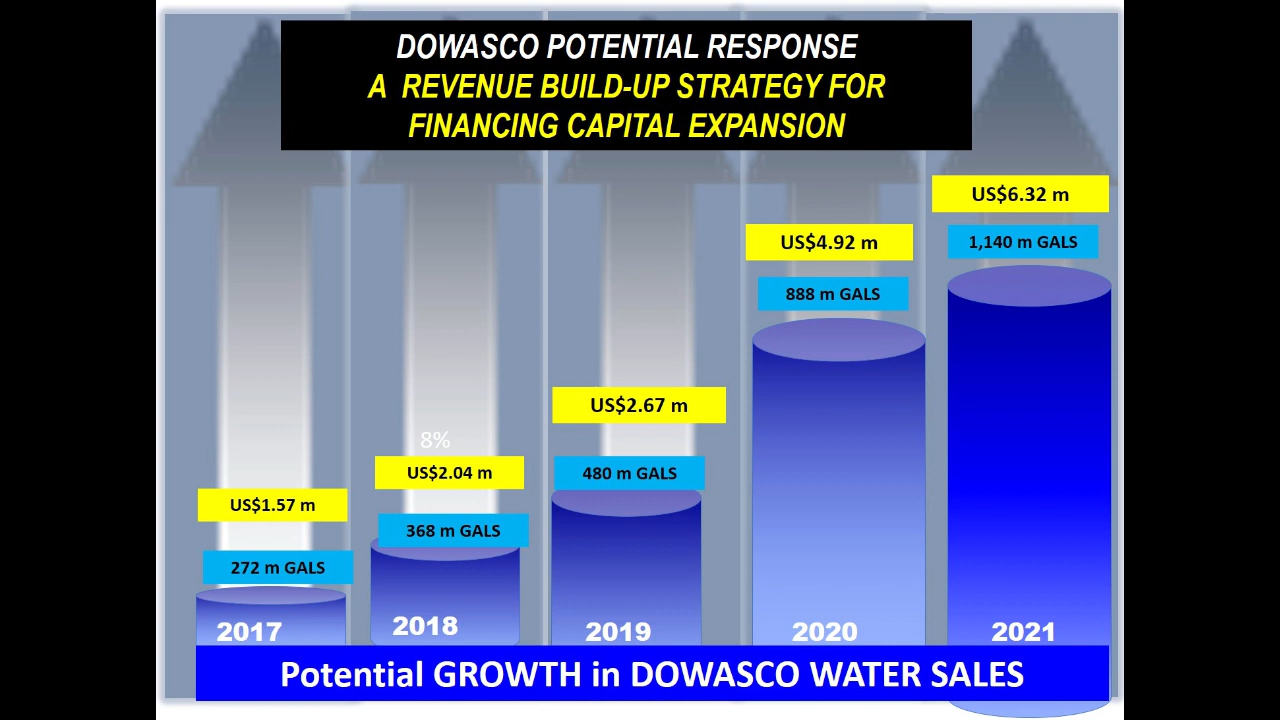 DOWASCO POTENTIAL RESPONSE
A REVENUE BUILD-UP STRATEGY FOR
FINANCING CAPITAL EXPANSION
US$6.32 m
1,140 m GALS
US$4.92 m
888 m GALS
US$2.67 m
480 m GALS
8%
US$2.04 m
368 m GALS
US$1.57 m
272 m GALS
2017
2018
2019
2020
2021
Potential GROWTH in DOWASCO WATER SALES